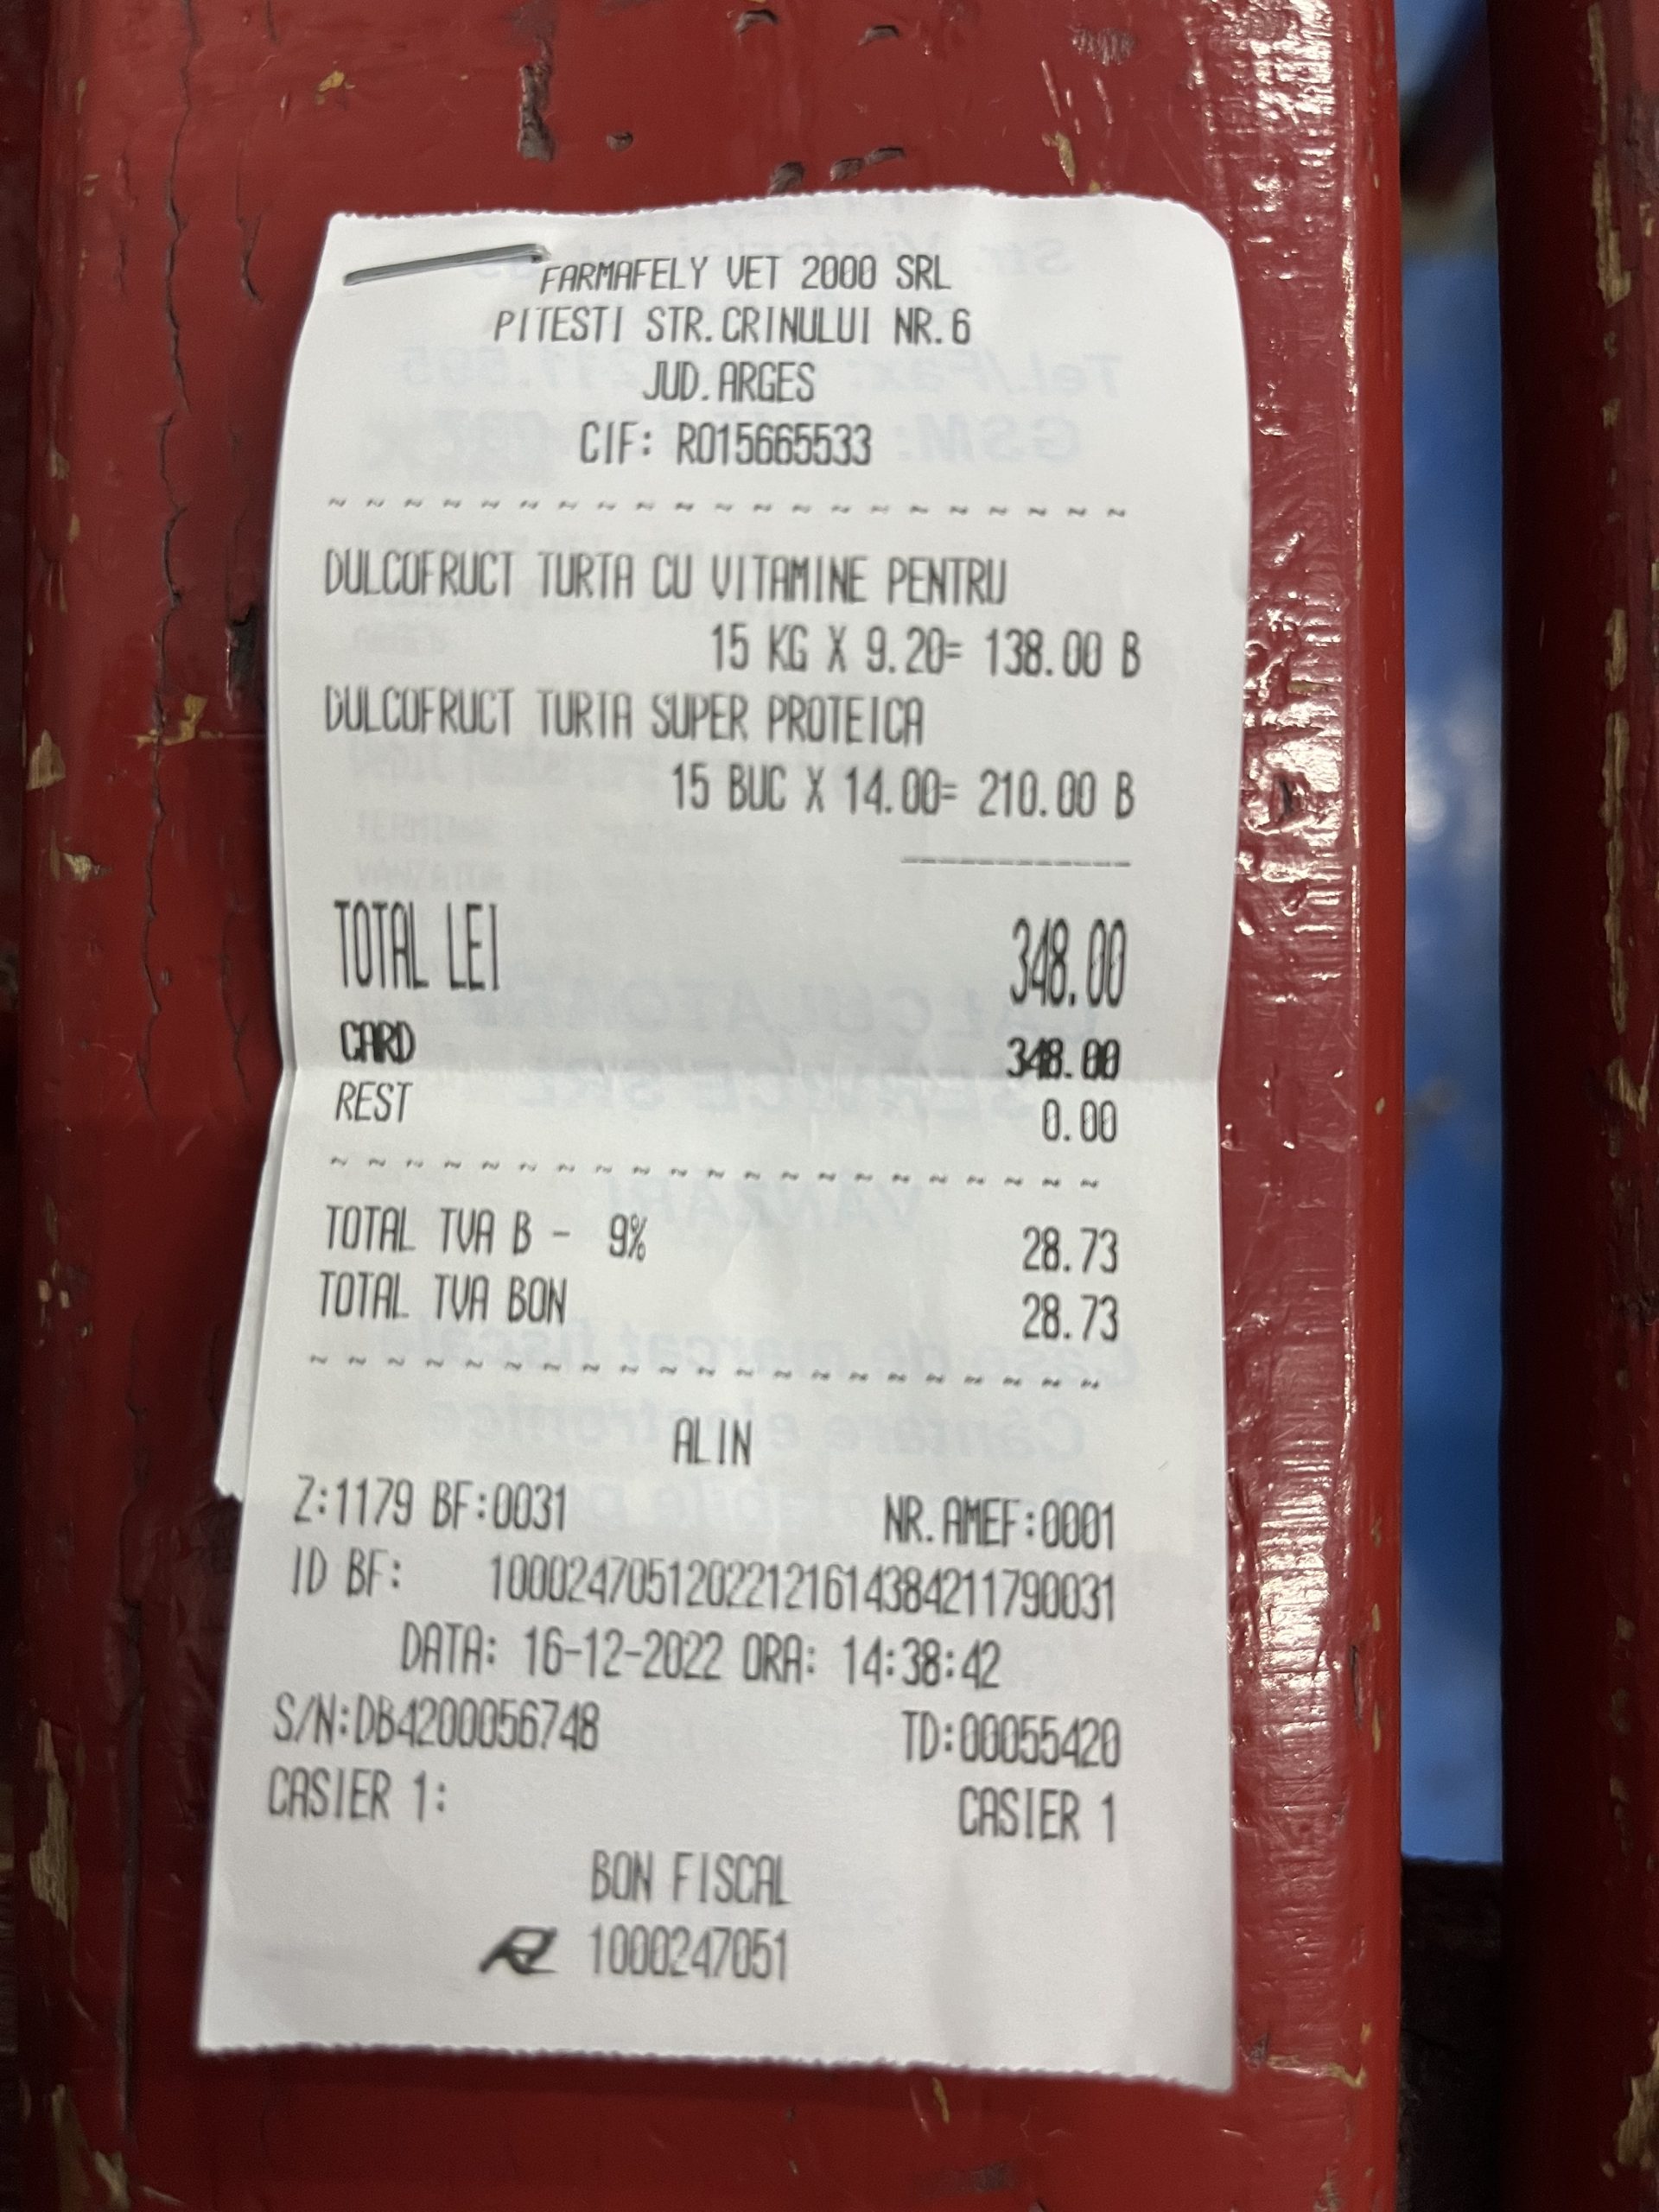 FARMAFELY VET 2000 SRL
PITESTI STR.CRINULUI NR.6
JUD.ARGES
CIF: RO15665533
DULCOFRUCT TURTA CU VITAMINE PENTRU
15 KG X 9.20= 138.00 B
DULCOFRUCT TURTA SUPER PROTEICA
15 BUC X 14.00= 210.00 B
TOTAL LEI 348.00
CARD 348.00
REST 0.00
TOTAL TVA B - 9% 28.73
TOTAL TVA BON 28.73
ALIN
Z:1179 BF:0031 NR.AMEF:0001
ID BF: 10002470512022121614384211790031
DATA: 16-12-2022 ORA: 14:38:42
S/N:DB4200056748 TD:00055420
CASIER 1: CASIER 1
BON FISCAL
1000247051